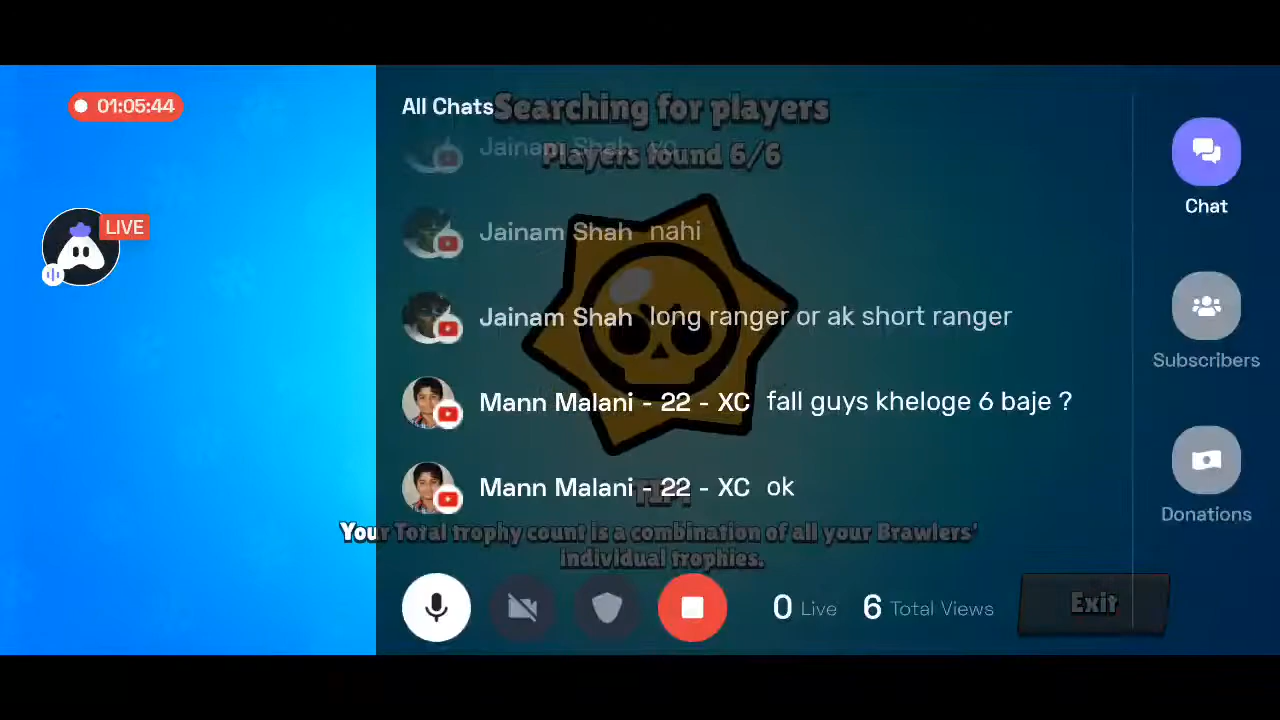 01:05:44
All Chats
Searching for players
Jainam Shah yo
Players found 6/6
LIVE
Chat
Jainam Shah nahi
Jainam Shah long ranger or ak short ranger
Subscribers
Mann Malani - 22 - XC fall guys kheloge 6 baje ?
Mann Malani - 22 - XC ok
TIP:
Donations
Your Total trophy count is a combination of all your Brawlers'
individual trophies.
0 Live 6 Total Views
Exit